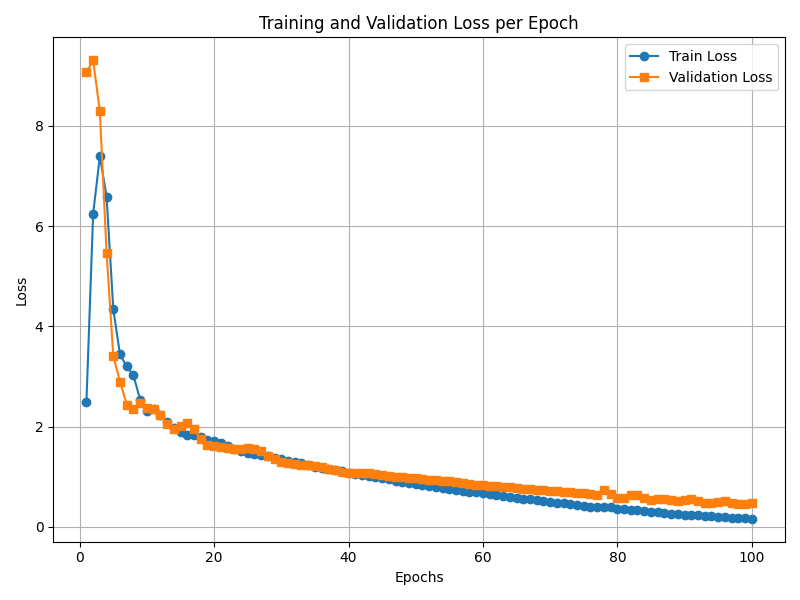 Training and Validation Loss per Epoch
Train Loss
Validation Loss
8
6
4
2
0
Loss
0 20 40 60 80 100
Epochs